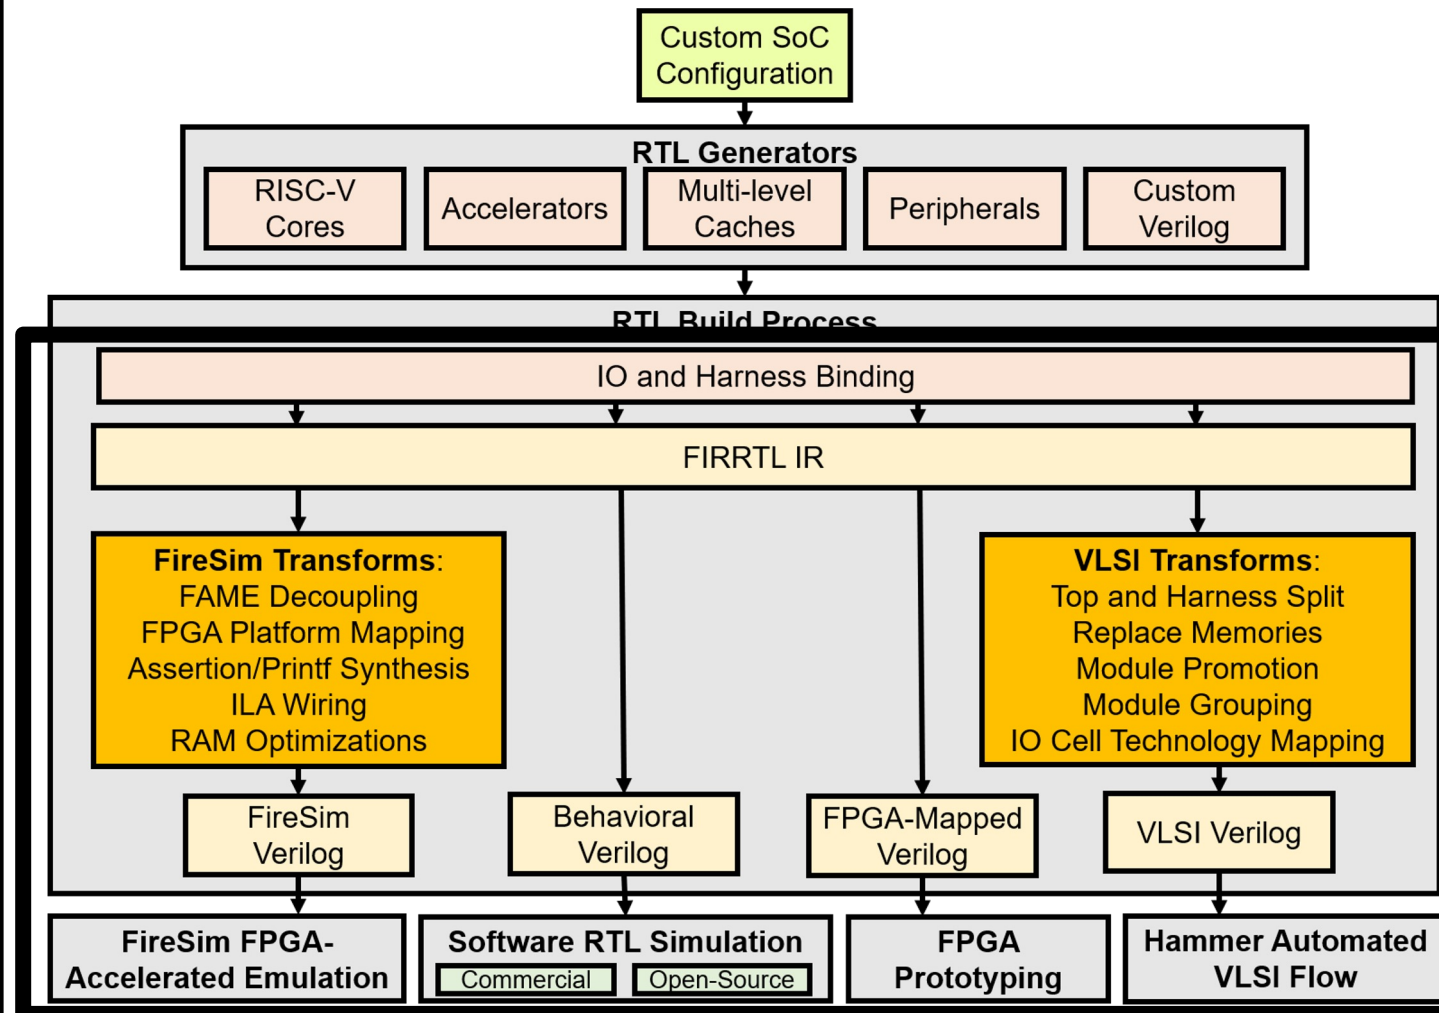 Custom SoC
Configuration
RTL Generators
RISC-V
Cores
Accelerators
Multi-level
Caches
Peripherals
Custom
Verilog
RTL Build Process
IO and Harness Binding
FIRRTL IR
FireSim Transforms:
FAME Decoupling
FPGA Platform Mapping
Assertion/Printf Synthesis
ILA Wiring
RAM Optimizations
VLSI Transforms:
Top and Harness Split
Replace Memories
Module Promotion
Module Grouping
IO Cell Technology Mapping
FireSim
Verilog
Behavioral
Verilog
FPGA-Mapped
Verilog
VLSI Verilog
FireSim FPGA-
Accelerated Emulation
Software RTL Simulation
Commercial
Open-Source
FPGA
Prototyping
Hammer Automated
VLSI Flow